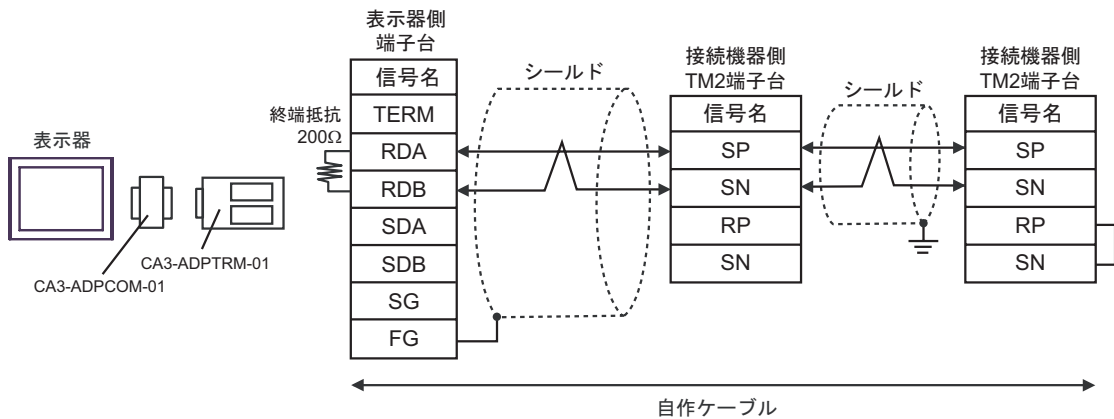 表示器
CA3-ADPCOM-01
CA3-ADPTRM-01
終端抵抗
200Ω
表示器側
端子台
信号名
TERM
RDA
RDB
SDA
SDB
SG
FG
シールド
接続機器側
TM2端子台
信号名
SP
SN
RP
SN
シールド
接続機器側
TM2端子台
信号名
SP
SN
RP
SN
自作ケーブル